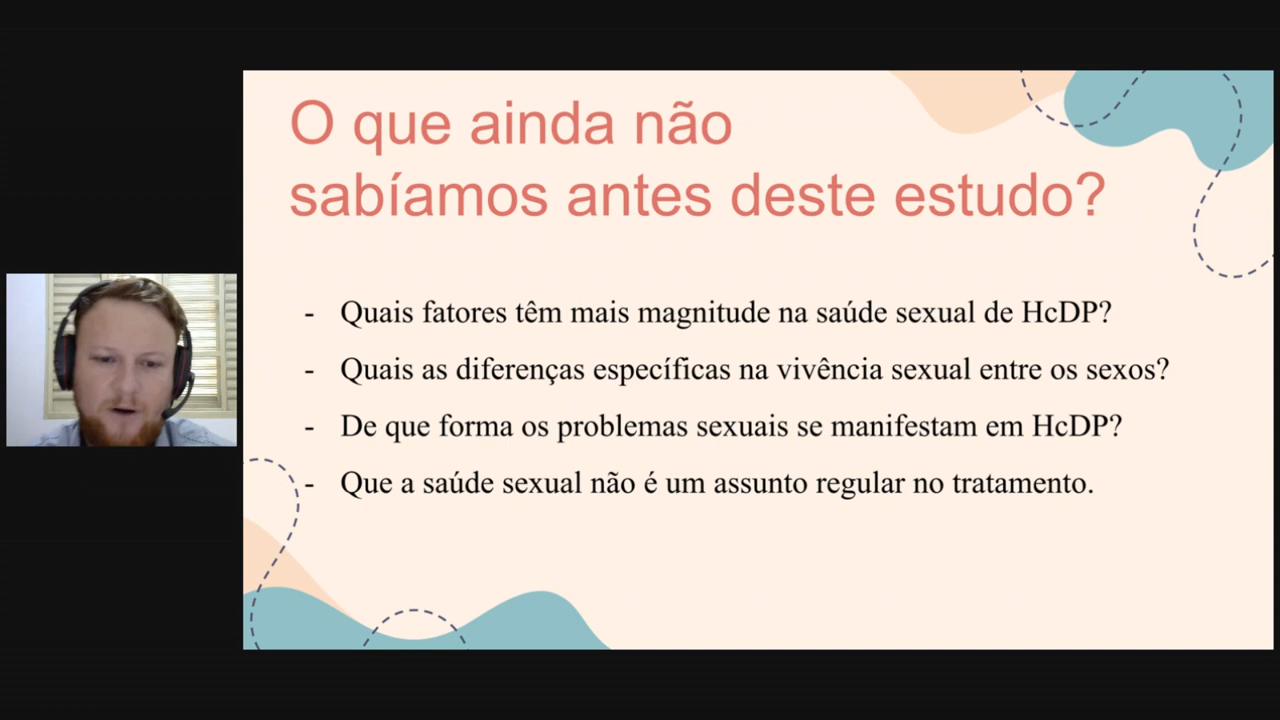 O que ainda não
sabíamos antes deste estudo?
- Quais fatores têm mais magnitude na saúde sexual de HcDP?
- Quais as diferenças específicas na vivência sexual entre os sexos?
- De que forma os problemas sexuais se manifestam em HcDP?
- Que a saúde sexual não é um assunto regular no tratamento.